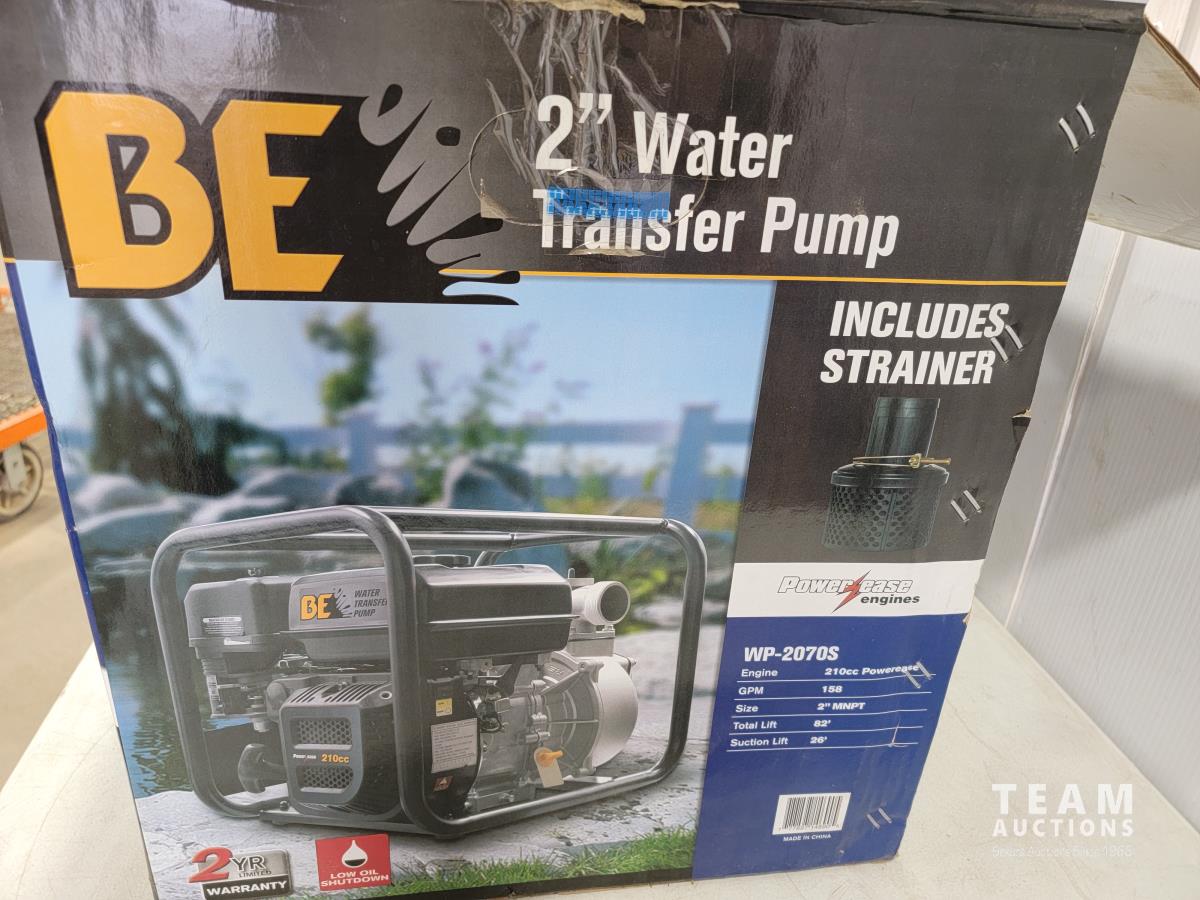 BE
2” Water
Transfer Pump
INCLUDES
STRAINER
BE WATER
TRANSFER
PUMP
Powerease
210cc
Powerease
engines
WP-2070S
Engine 210cc Powerease
GPM 158
Size 2” MNPT
Total Lift 82’
Suction Lift 26’
MADE IN CHINA
2 YR
LIMITED
WARRANTY
LOW OIL
SHUTDOWN
TEAM
AUCTIONS